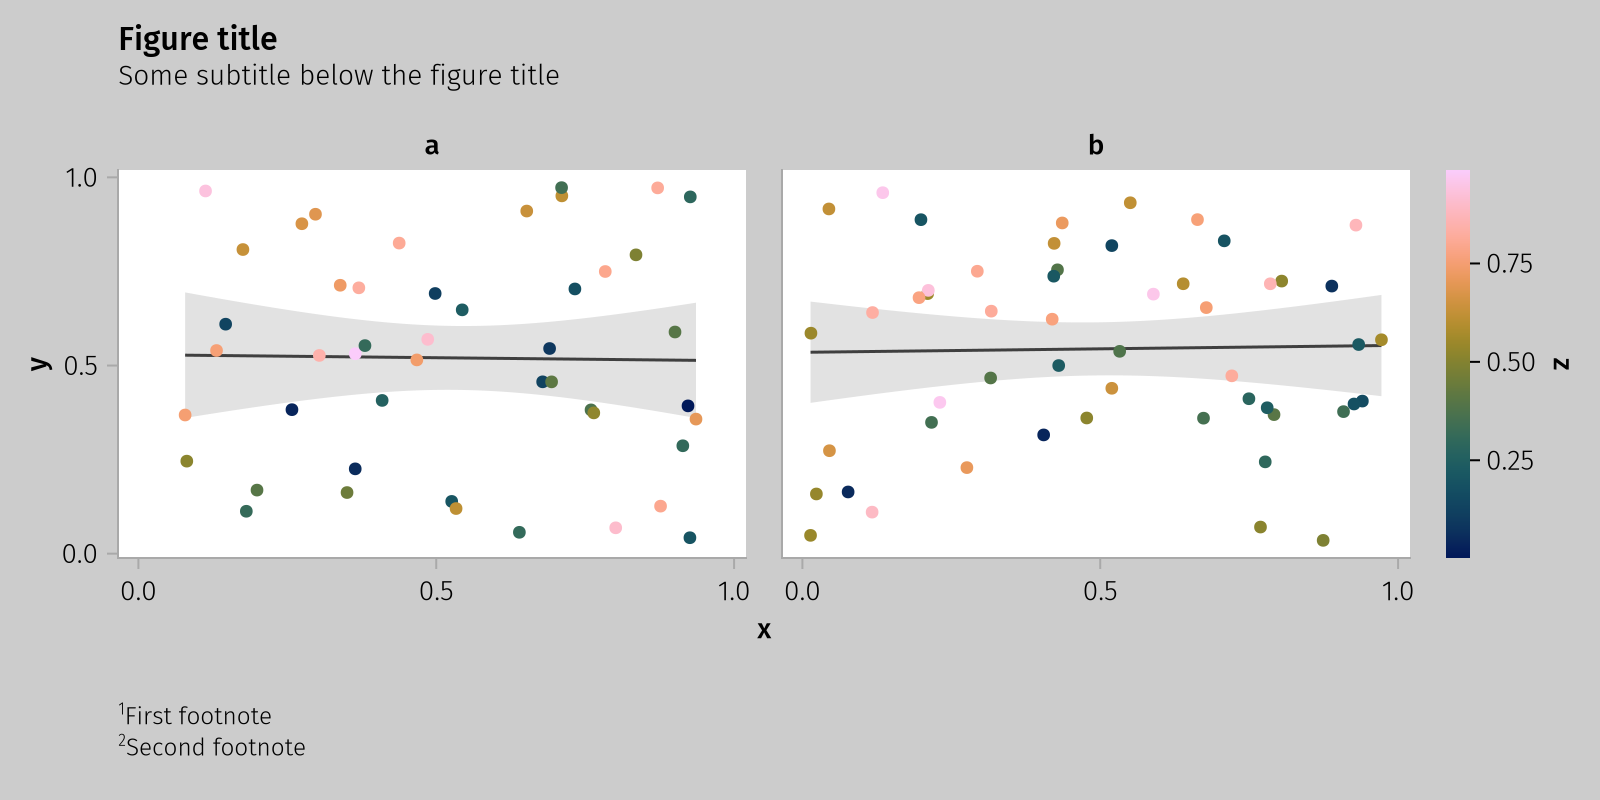 Figure title
Some subtitle below the figure title
a
b
1.0
0.5
0.0
y
0.0
0.5
1.0
0.0
0.5
1.0
x
0.75
0.50
0.25
z
¹First footnote
²Second footnote